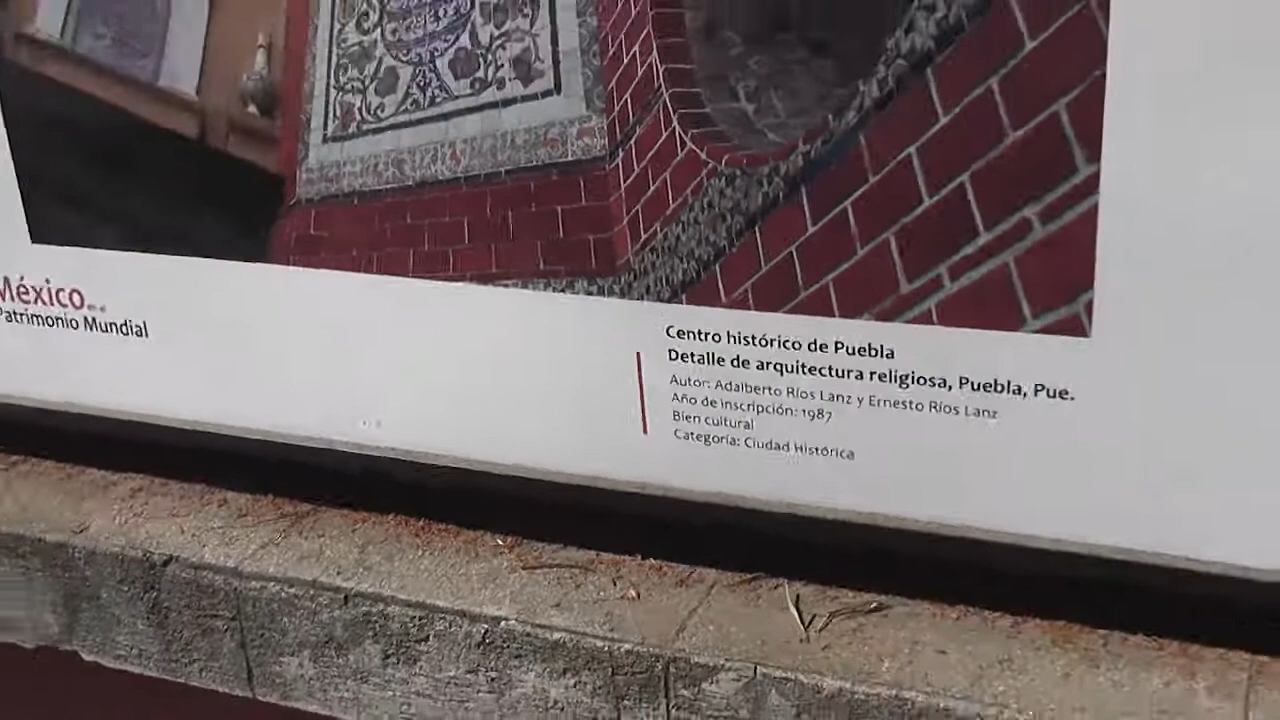 México
Patrimonio Mundial
Centro histórico de Puebla
Detalle de arquitectura religiosa, Puebla, Pue.
Autor: Adalberto Ríos Lanz y Ernesto Ríos Lanz
Año de inscripción: 1987
Bien cultural
Categoría: Ciudad Histórica